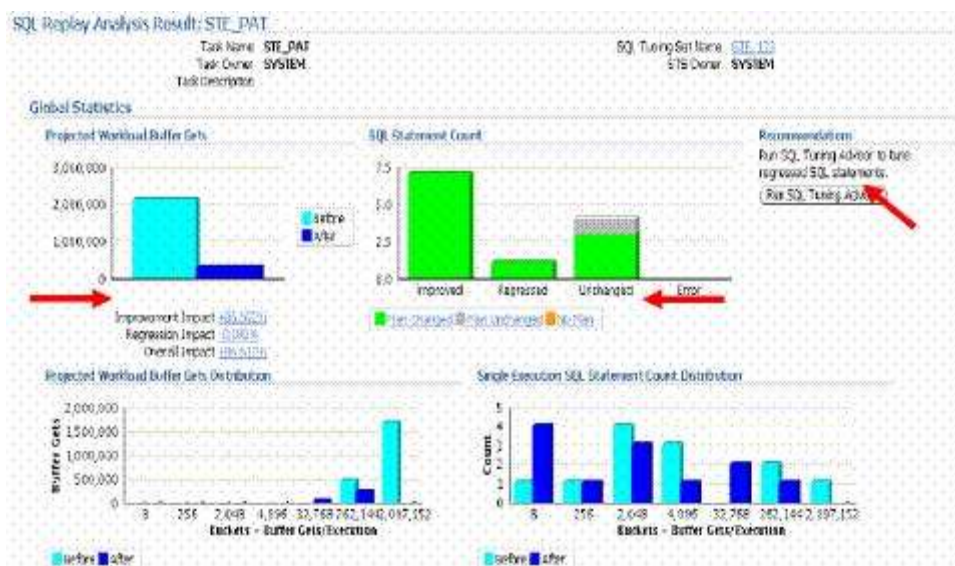 SQL Replay Analysis Result: STE_PAT
Task Name STE_PAT
Task Owner SYSTEM
Task Description
SQL Tuning Set Name
STS Owner SYSTEM
Global Statistics
Projected Workload Buffer Gets
3,000,000
2,000,000
1,000,000
0
Before
After
Improvement Impact
Regression Impact
Overall Impact
SQL Statement Count
7.5
5.0
2.5
0.0
Improved Regressed Unchanged Error
Plan Changed Plan Unchanged No Plan
Recommendation
Run SQL Tuning Advisor to tune
regressed SQL statements.
Run SQL Tuning
Projected Workload Buffer Gets Distribution
Buffer Gets
2,000,000
1,500,000
1,000,000
500,000
0
8 256 2,048 4,096 32,768 262,144 2,097,152
Buckets - Buffer Gets/Execution
Before After
Single Execution SQL Statement Count Distribution
Count
5
4
3
2
1
0
8 256 2,048 4,096 32,768 262,144 2,097,152
Buckets - Buffer Gets/Execution
Before After